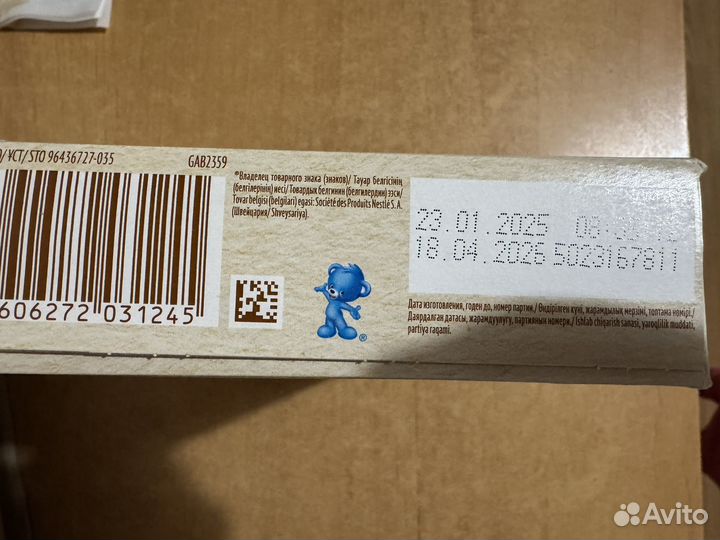 / ҰСТ/ STO 96436727-035
GAB2359
®Владелец товарного знака (знаков)/ Тауар белгісінің
(белгілерінің) иесі/ Товардык белгинин (белгилердин) ээси/
Tovar belgisi (belgilari) egasi: Société des Produits Nestlé S. A.
(Швейцария/ Shveysariya).
23.01.2025
18.04.2026 5023167811
606272 031245
®
Дата изготовления, годен до, номер партии./ Өндірілген күні, жарамдылық мерзімі, топтама нөмірі./
Даярдалган датасы, жарамдуулугу, партиянын номери./ Ishlab chiqarish sanasi, yaroqlilik muddati,
partiya raqami.
Avito